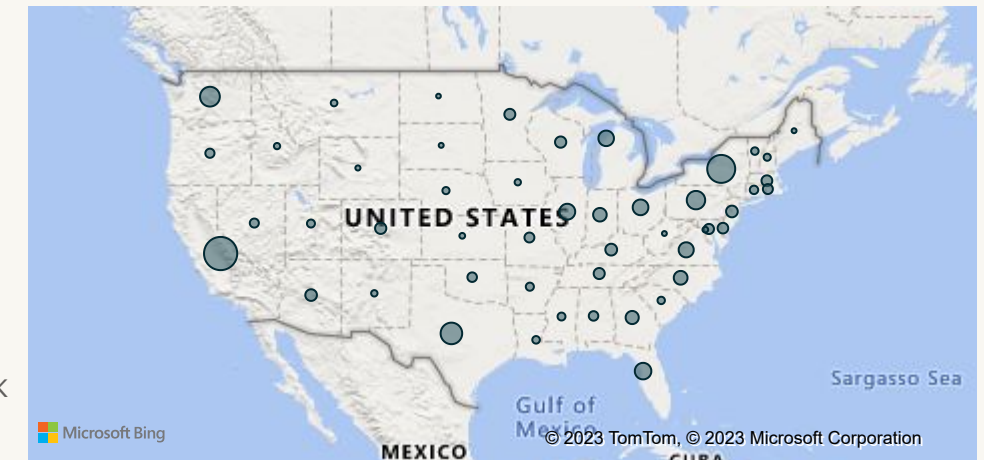 UNITED STATES
Sargasso Sea
K
Gulf of
Mexico
Microsoft Bing
© 2023 TomTom, © 2023 Microsoft Corporation
MEXICO
CUBA